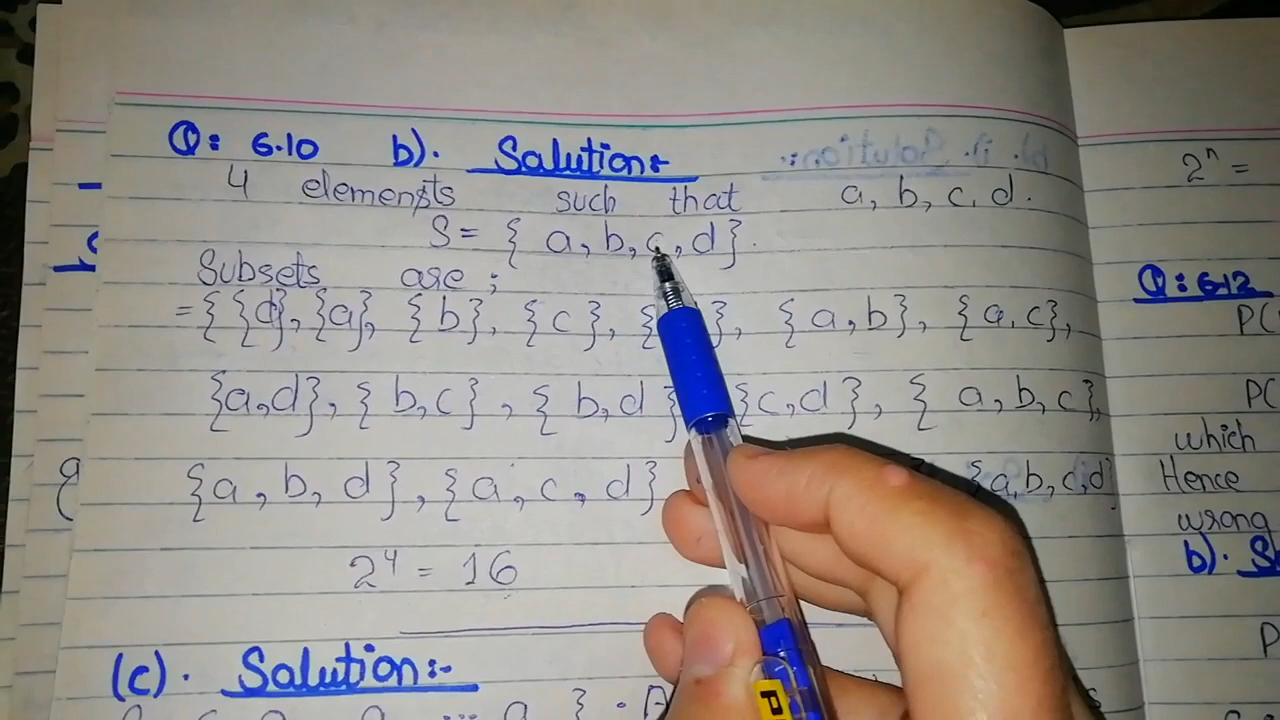 Q: 6.10 b). Salution:
4 elements such that a, b, c, d.
S = { a, b, c, d }.
Subsets are;
= { {d}, {a}, { b }, { c }, { }, { a, b }, { a, c },
{a,d}, { b, c }, { b, d } {c, d }, { a, b, c },
{a, b, d }, {a, c, d } {a, b, c, d}
2⁴ = 16
(c). Salution:-
2ⁿ =
Q: 6.12
P(
P(
which
Hence
wrong
b). S
P